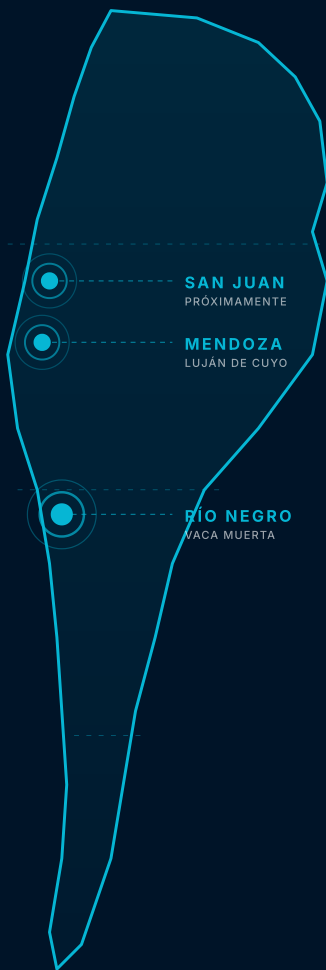 SAN JUAN
PRÓXIMAMENTE
MENDOZA
LUJÁN DE CUYO
RÍO NEGRO
VACA MUERTA